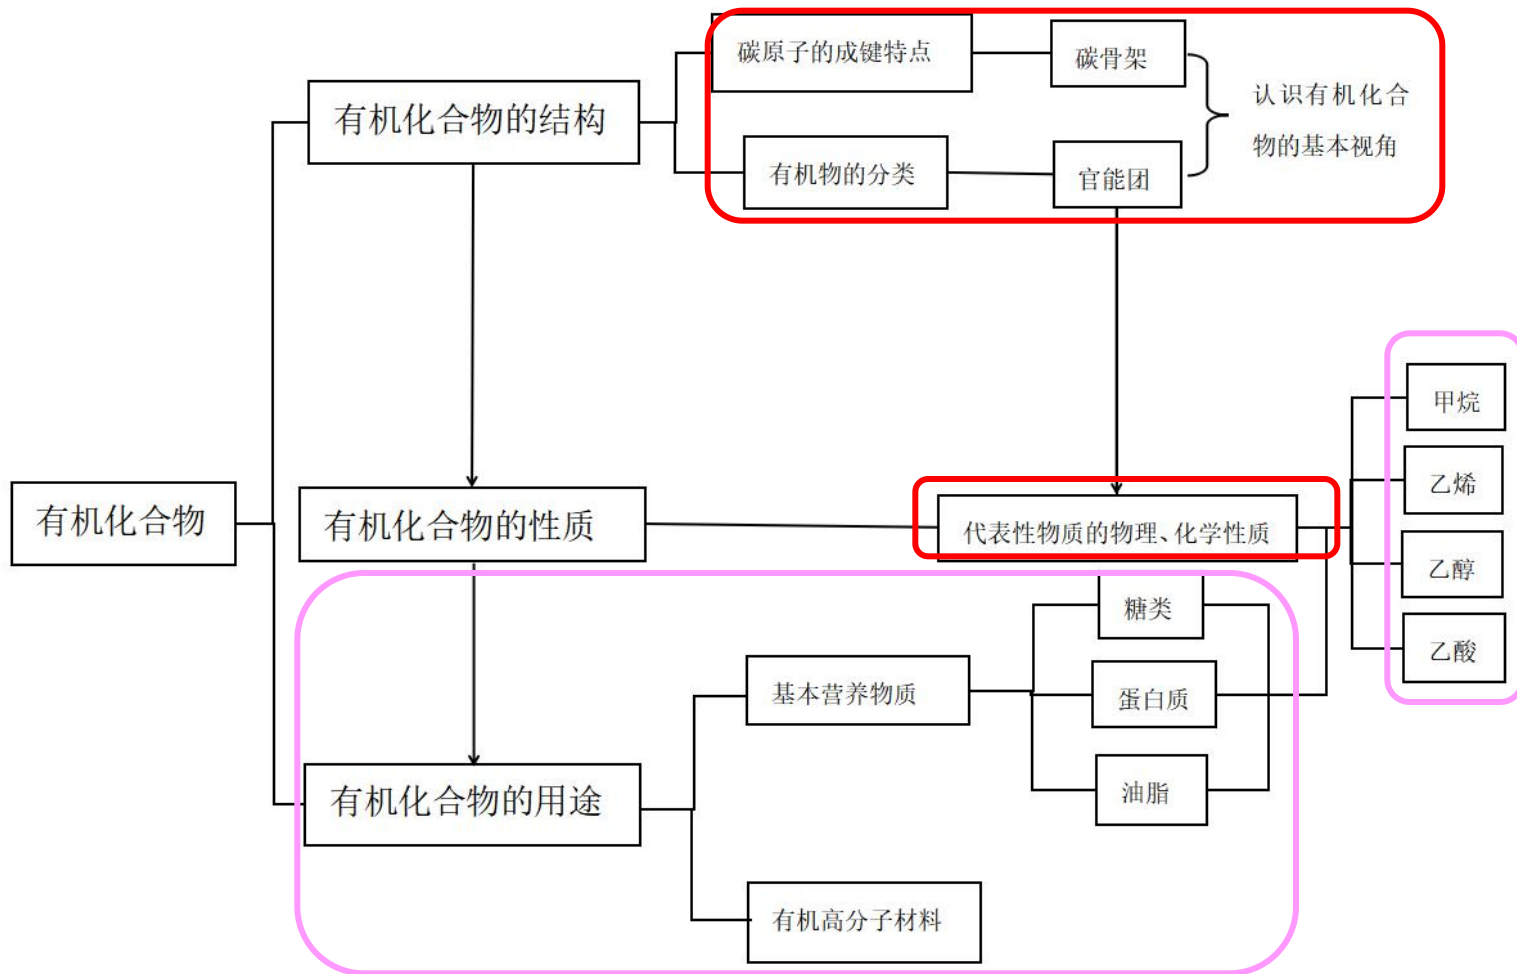 碳原子的成键特点
碳骨架
认识有机化合
物的基本视角
有机化合物的结构
有机物的分类
官能团
甲烷
乙烯
有机化合物
有机化合物的性质
代表性物质的物理、化学性质
乙醇
乙酸
糖类
基本营养物质
蛋白质
油脂
有机化合物的用途
有机高分子材料